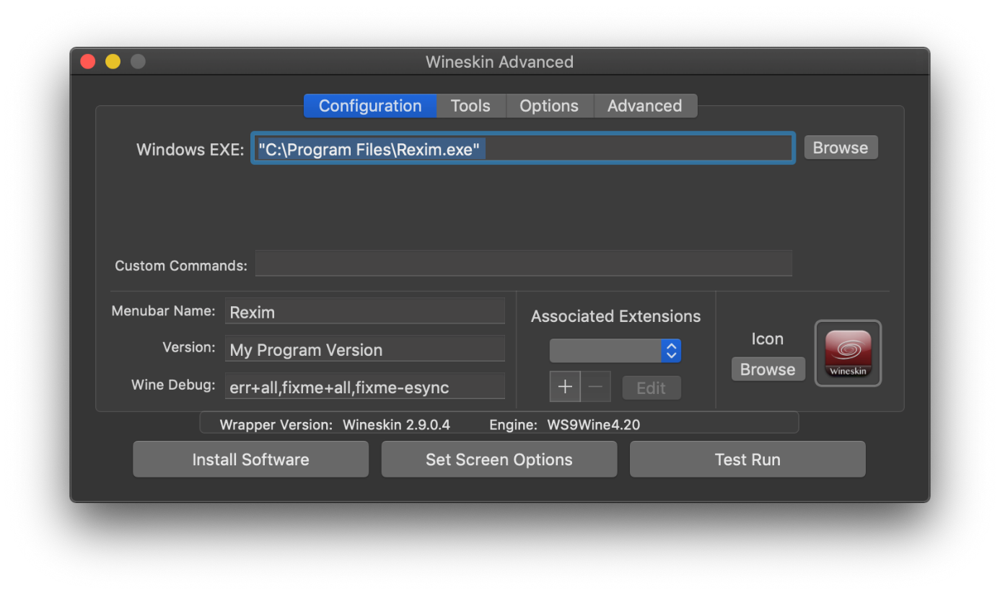 Wineskin Advanced
Configuration Tools Options Advanced
Windows EXE: "C:\Program Files\Rexim.exe" Browse
Custom Commands:
Menubar Name: Rexim
Version: My Program Version
Wine Debug: err+all,fixme+all,fixme-esync
Associated Extensions
+ − Edit
Icon
Browse
Wineskin
Wrapper Version: Wineskin 2.9.0.4 Engine: WS9Wine4.20
Install Software Set Screen Options Test Run